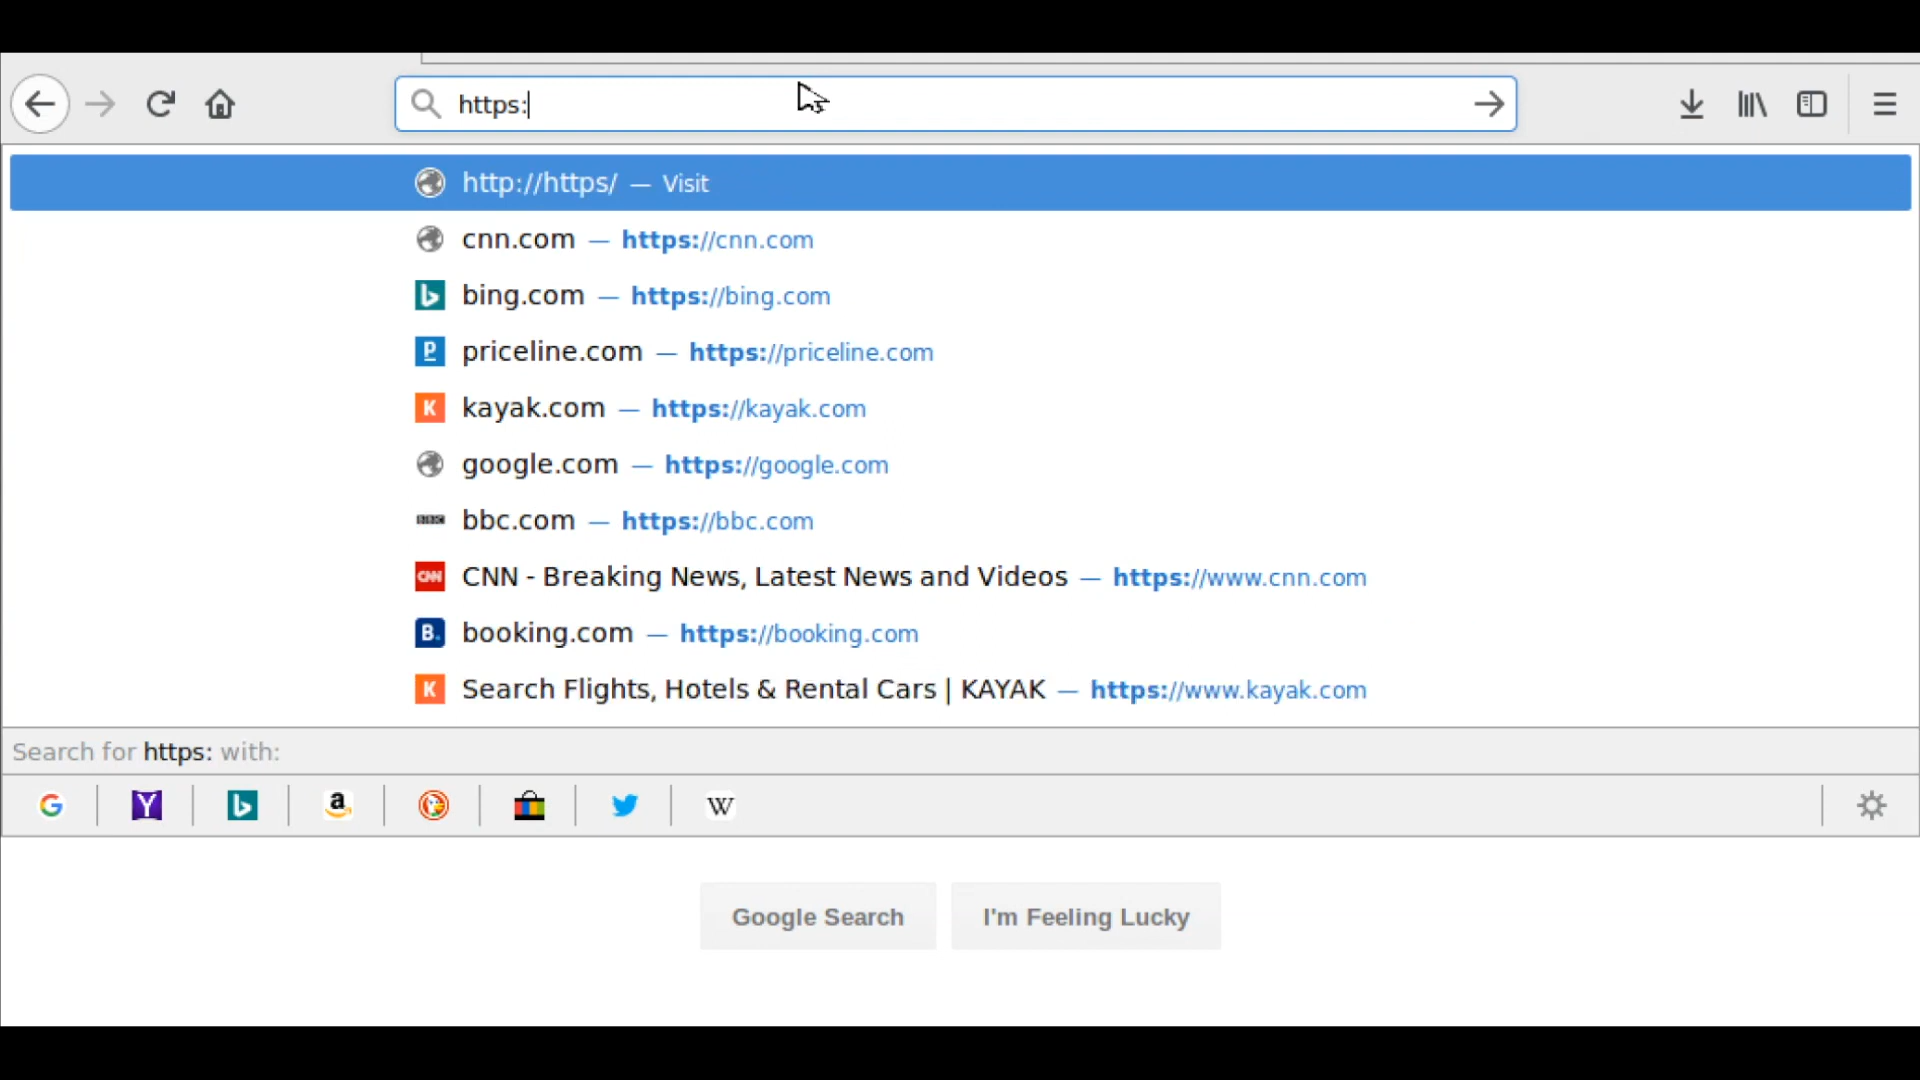 https:
http://https/ — Visit
cnn.com — https://cnn.com
bing.com — https://bing.com
priceline.com — https://priceline.com
kayak.com — https://kayak.com
google.com — https://google.com
bbc.com — https://bbc.com
CNN - Breaking News, Latest News and Videos — https://www.cnn.com
booking.com — https://booking.com
Search Flights, Hotels & Rental Cars | KAYAK — https://www.kayak.com
Search for https: with:
Google Search I'm Feeling Lucky